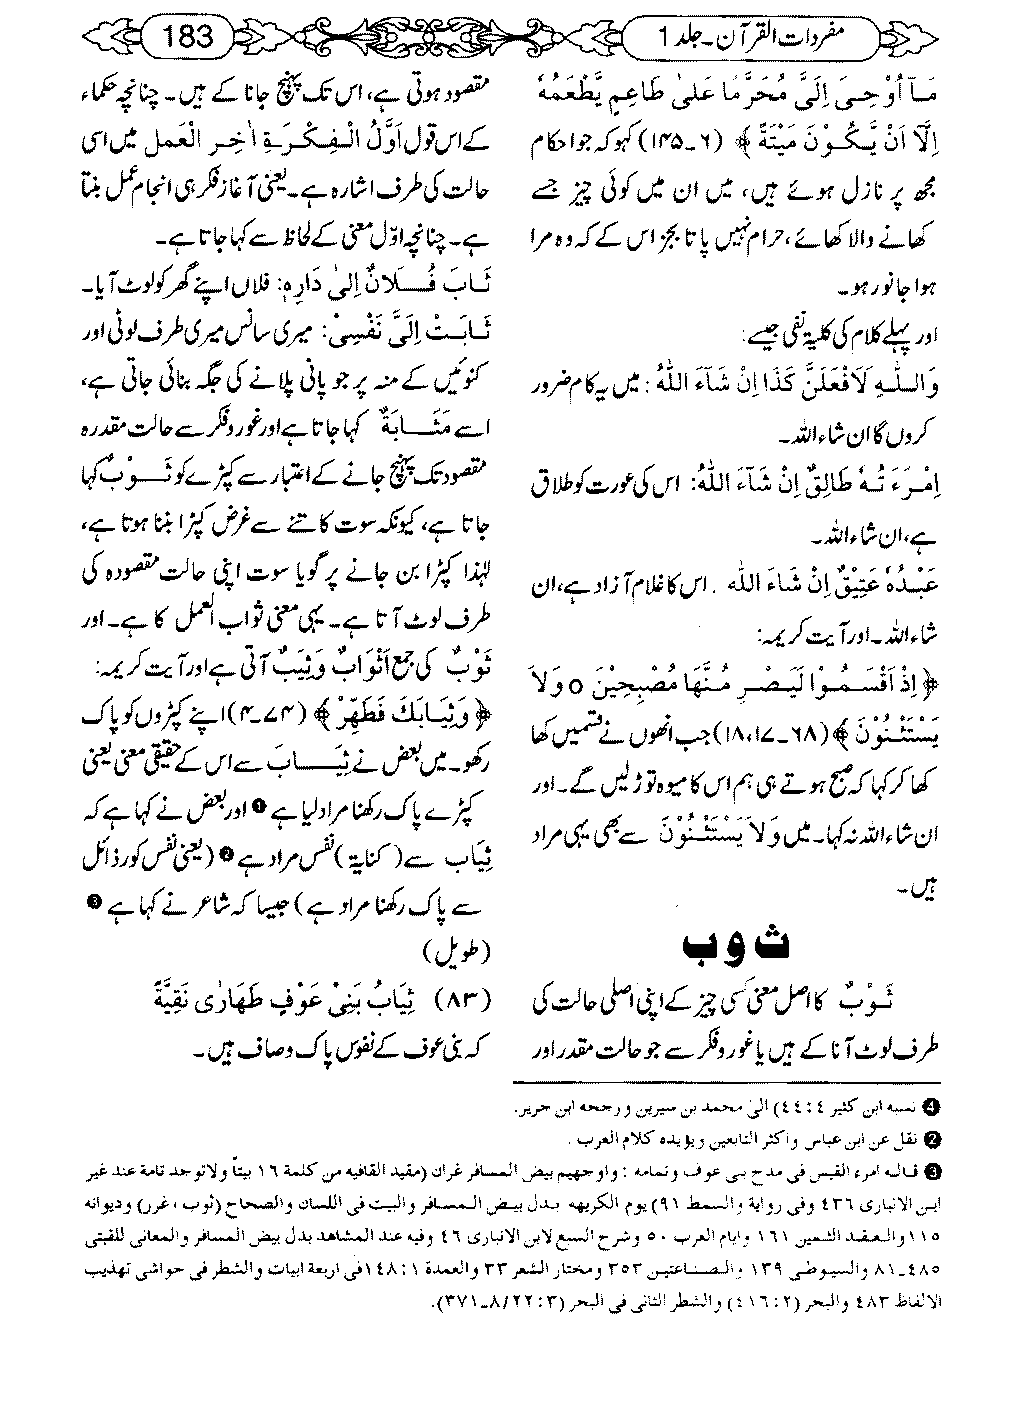 مفردات القرآن۔ جلد 1
183
مَآ اُوْحِیَ اِلَیَّ مُحَرَّمًا عَلیٰ طَاعِمٍ یَّطْعَمُهٗ
اِلَّا اَنْ یَّکُوْنَ مَیْتَةً﴾ (۶۔۱۴۵) کہو کہ جو احکام
مجھ پر نازل ہوئے ہیں، میں ان میں کوئی چیز جسے
کھانے والا کھائے، حرام نہیں پاتا بجز اس کے کہ وہ مرا
ہوا جانور ہو۔
اور پہلے کلام کی کلیۃ نفی جیسے:
وَاللّٰهِ لَاَفْعَلَنَّ کَذَا اِنْ شَآءَ اللّٰهُ: میں یہ کام ضرور
کروں گا ان شاء اللہ۔
اِمْرَءَتُهٗ طَالِقٌ اِنْ شَآءَ اللّٰهُ: اس کی عورت کو طلاق
ہے، ان شاء اللہ۔
عَبْدُهٗ عَتِیْقٌ اِنْ شَاءَ اللّٰه . اس کا غلام آزاد ہے، ان
شاء اللہ۔ اور آیت کریمہ:
﴿اِذْ اَقْسَمُوْا لَیَصْرِمُنَّهَا مُصْبِحِیْنَ ۝ وَلَا
یَسْتَثْنُوْنَ﴾ (۶۸۔۱۸،۱۷) جب انھوں نے قسمیں کھا
کھا کر کہا کہ صبح ہوتے ہی ہم اس کا میوہ توڑ لیں گے۔ اور
ان شاء اللہ نہ کہا۔ میں وَلَا یَسْتَثْنُوْنَ سے بھی یہی مراد
ہیں۔
ث و ب
ثَوْبٌ کا اصل معنی کسی چیز کے اپنی اصلی حالت کی
طرف لوٹ آنا کے ہیں یا غور و فکر سے جو حالت مقدر اور
مقصود ہوتی ہے، اس تک پہنچ جانا کے ہیں۔ چنانچہ حکماء
کے اس قول اَوَّلُ الْفِکْرَةِ اٰخِرُ الْعَمَلِ میں اسی
حالت کی طرف اشارہ ہے۔ یعنی آغاز فکر ہی انجام عمل بنتا
ہے۔ چنانچہ اوّل معنی کے لحاظ سے کہا جاتا ہے۔
ثَابَ فُلَانٌ اِلیٰ دَارِهٖ: فلاں اپنے گھر کو لوٹ آیا۔
ثَابَتْ اِلَیَّ نَفْسِیْ: میری سانس میری طرف لوٹی اور
کنوئیں کے منہ پر جو پانی پلانے کی جگہ بنائی جاتی ہے،
اسے مَثَابَةٌ کہا جاتا ہے اور غور و فکر سے حالت مقدرہ
مقصود تک پہنچ جانے کے اعتبار سے کپڑے کو ثَوْبٌ کہا
جاتا ہے، کیونکہ سوت کاتنے سے غرض کپڑا بننا ہوتا ہے،
لہٰذا کپڑا بن جانے پر گویا سوت اپنی حالت مقصودہ کی
طرف لوٹ آتا ہے۔ یہی معنی ثواب العمل کا ہے۔ اور
ثَوْبٌ کی جمع اَثْوَابٌ وَثِیَابٌ آتی ہے اور آیت کریمہ:
﴿وَثِیَابَكَ فَطَهِّرْ﴾ (۷۴۔۴) اپنے کپڑوں کو پاک
رکھو۔ میں بعض نے ثِیَابَ سے اس کے حقیقی معنی یعنی
کپڑے پاک رکھنا مراد لیا ہے ❶ اور بعض نے کہا ہے کہ
ثِیَاب سے (کنایۃ) نفس مراد ہے ❷ (یعنی نفس کو رذائل
سے پاک رکھنا مراد ہے) جیسا کہ شاعر نے کہا ہے ❸
(طویل)
(۸۳) ثِیَابُ بَنِیْ عَوْفٍ طَهَارٰی نَقِیَّةً
کہ بنی عوف کے نفوس پاک و صاف ہیں۔
❹ نسبه ابن کثیر ٤:٤٤) الیٰ محمد بن سیرین و رجحه ابن جریر.
❷ نقل عن ابن عباس واکثر التابعین ویؤیده کلام العرب .
❸ قاله امرء القیس فی مدح بنی عوف وتمامه : واوجههم بیض المسافر غران (مقید القافیه من کلمة ١٦ بیتاً ولاتوجد تامة عند غیر
ابن الانباری ٤٣٦ وفی روایة والسمط ٩١) یوم الکریهه بدل بیض المسافر والبیت فی اللسان والصحاح (ثوب ، غرر) ودیوانه
١١٥ والعقد الثمین ١٦١ وایام العرب ٥٠ وشرح السبع لابن الانباری ٤٦ وفیه عند المشاهد بدل بیض المسافر والمعانی للقبتی
٤٨٥۔٨١ والسیوطی ١٣٩ والصناعتین ٣٥٣ ومختار الشعر ٣٣ والعمدة ١ : ١٤٨فی اربعة ابیات والشطر فی حواشی تهذیب
الالفاظ ٤٨٣ والبحر (٢ : ٤١٦) والشطر الثانی فی البحر (٣ : ٨/٢٢۔٣٧١).